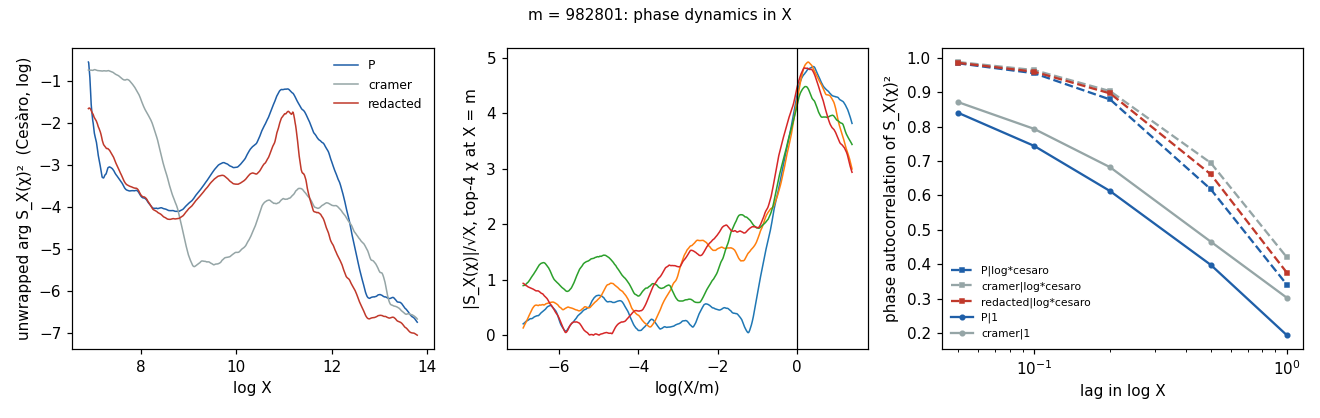 m = 982801: phase dynamics in X
unwrapped arg S_X(χ)² (Cesàro, log)
−1
−2
−3
−4
−5
−6
−7
8
10
12
14
log X
P
cramer
redacted
|S_X(χ)|/√X, top-4 χ at X = m
5
4
3
2
1
0
−6
−4
−2
0
log(X/m)
phase autocorrelation of S_X(χ)²
1.0
0.9
0.8
0.7
0.6
0.5
0.4
0.3
0.2
10⁻¹
10⁰
lag in log X
P|log*cesaro
cramer|log*cesaro
redacted|log*cesaro
P|1
cramer|1